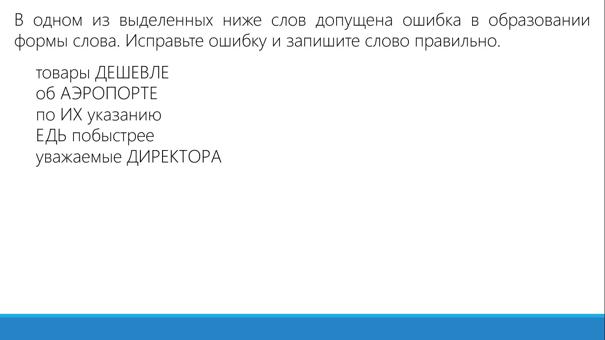 В одном из выделенных ниже слов допущена ошибка в образовании
формы слова. Исправьте ошибку и запишите слово правильно.
товары ДЕШЕВЛЕ
об АЭРОПОРТЕ
по ИХ указанию
ЕДЬ побыстрее
уважаемые ДИРЕКТОРА